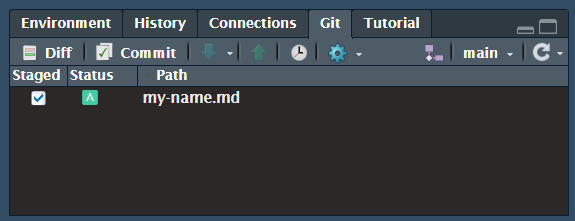 Environment History Connections Git Tutorial
Diff Commit main
Staged Status Path
A my-name.md